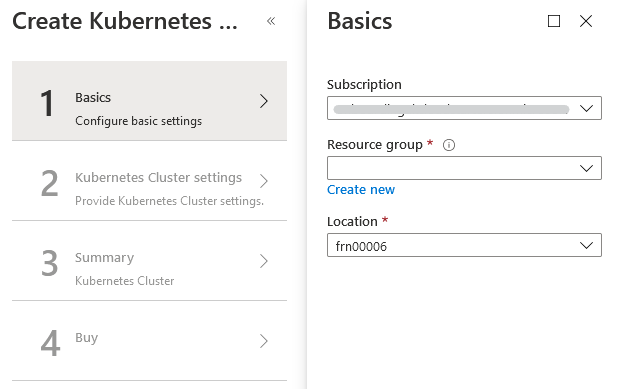 Create Kubernetes ...
1
Basics
Configure basic settings
2
Kubernetes Cluster settings
Provide Kubernetes Cluster settings.
3
Summary
Kubernetes Cluster
4
Buy
Basics
Subscription
Resource group *
Create new
Location *
frn00006